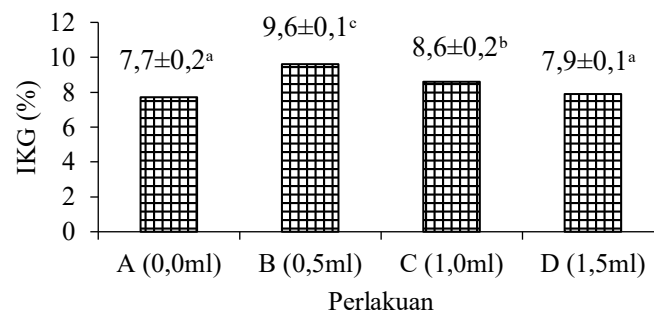 12
10
8
6
4
2
0
IKG (%)
7,7±0,2ᵃ
9,6±0,1ᶜ
8,6±0,2ᵇ
7,9±0,1ᵃ
A (0,0ml) B (0,5ml) C (1,0ml) D (1,5ml)
Perlakuan